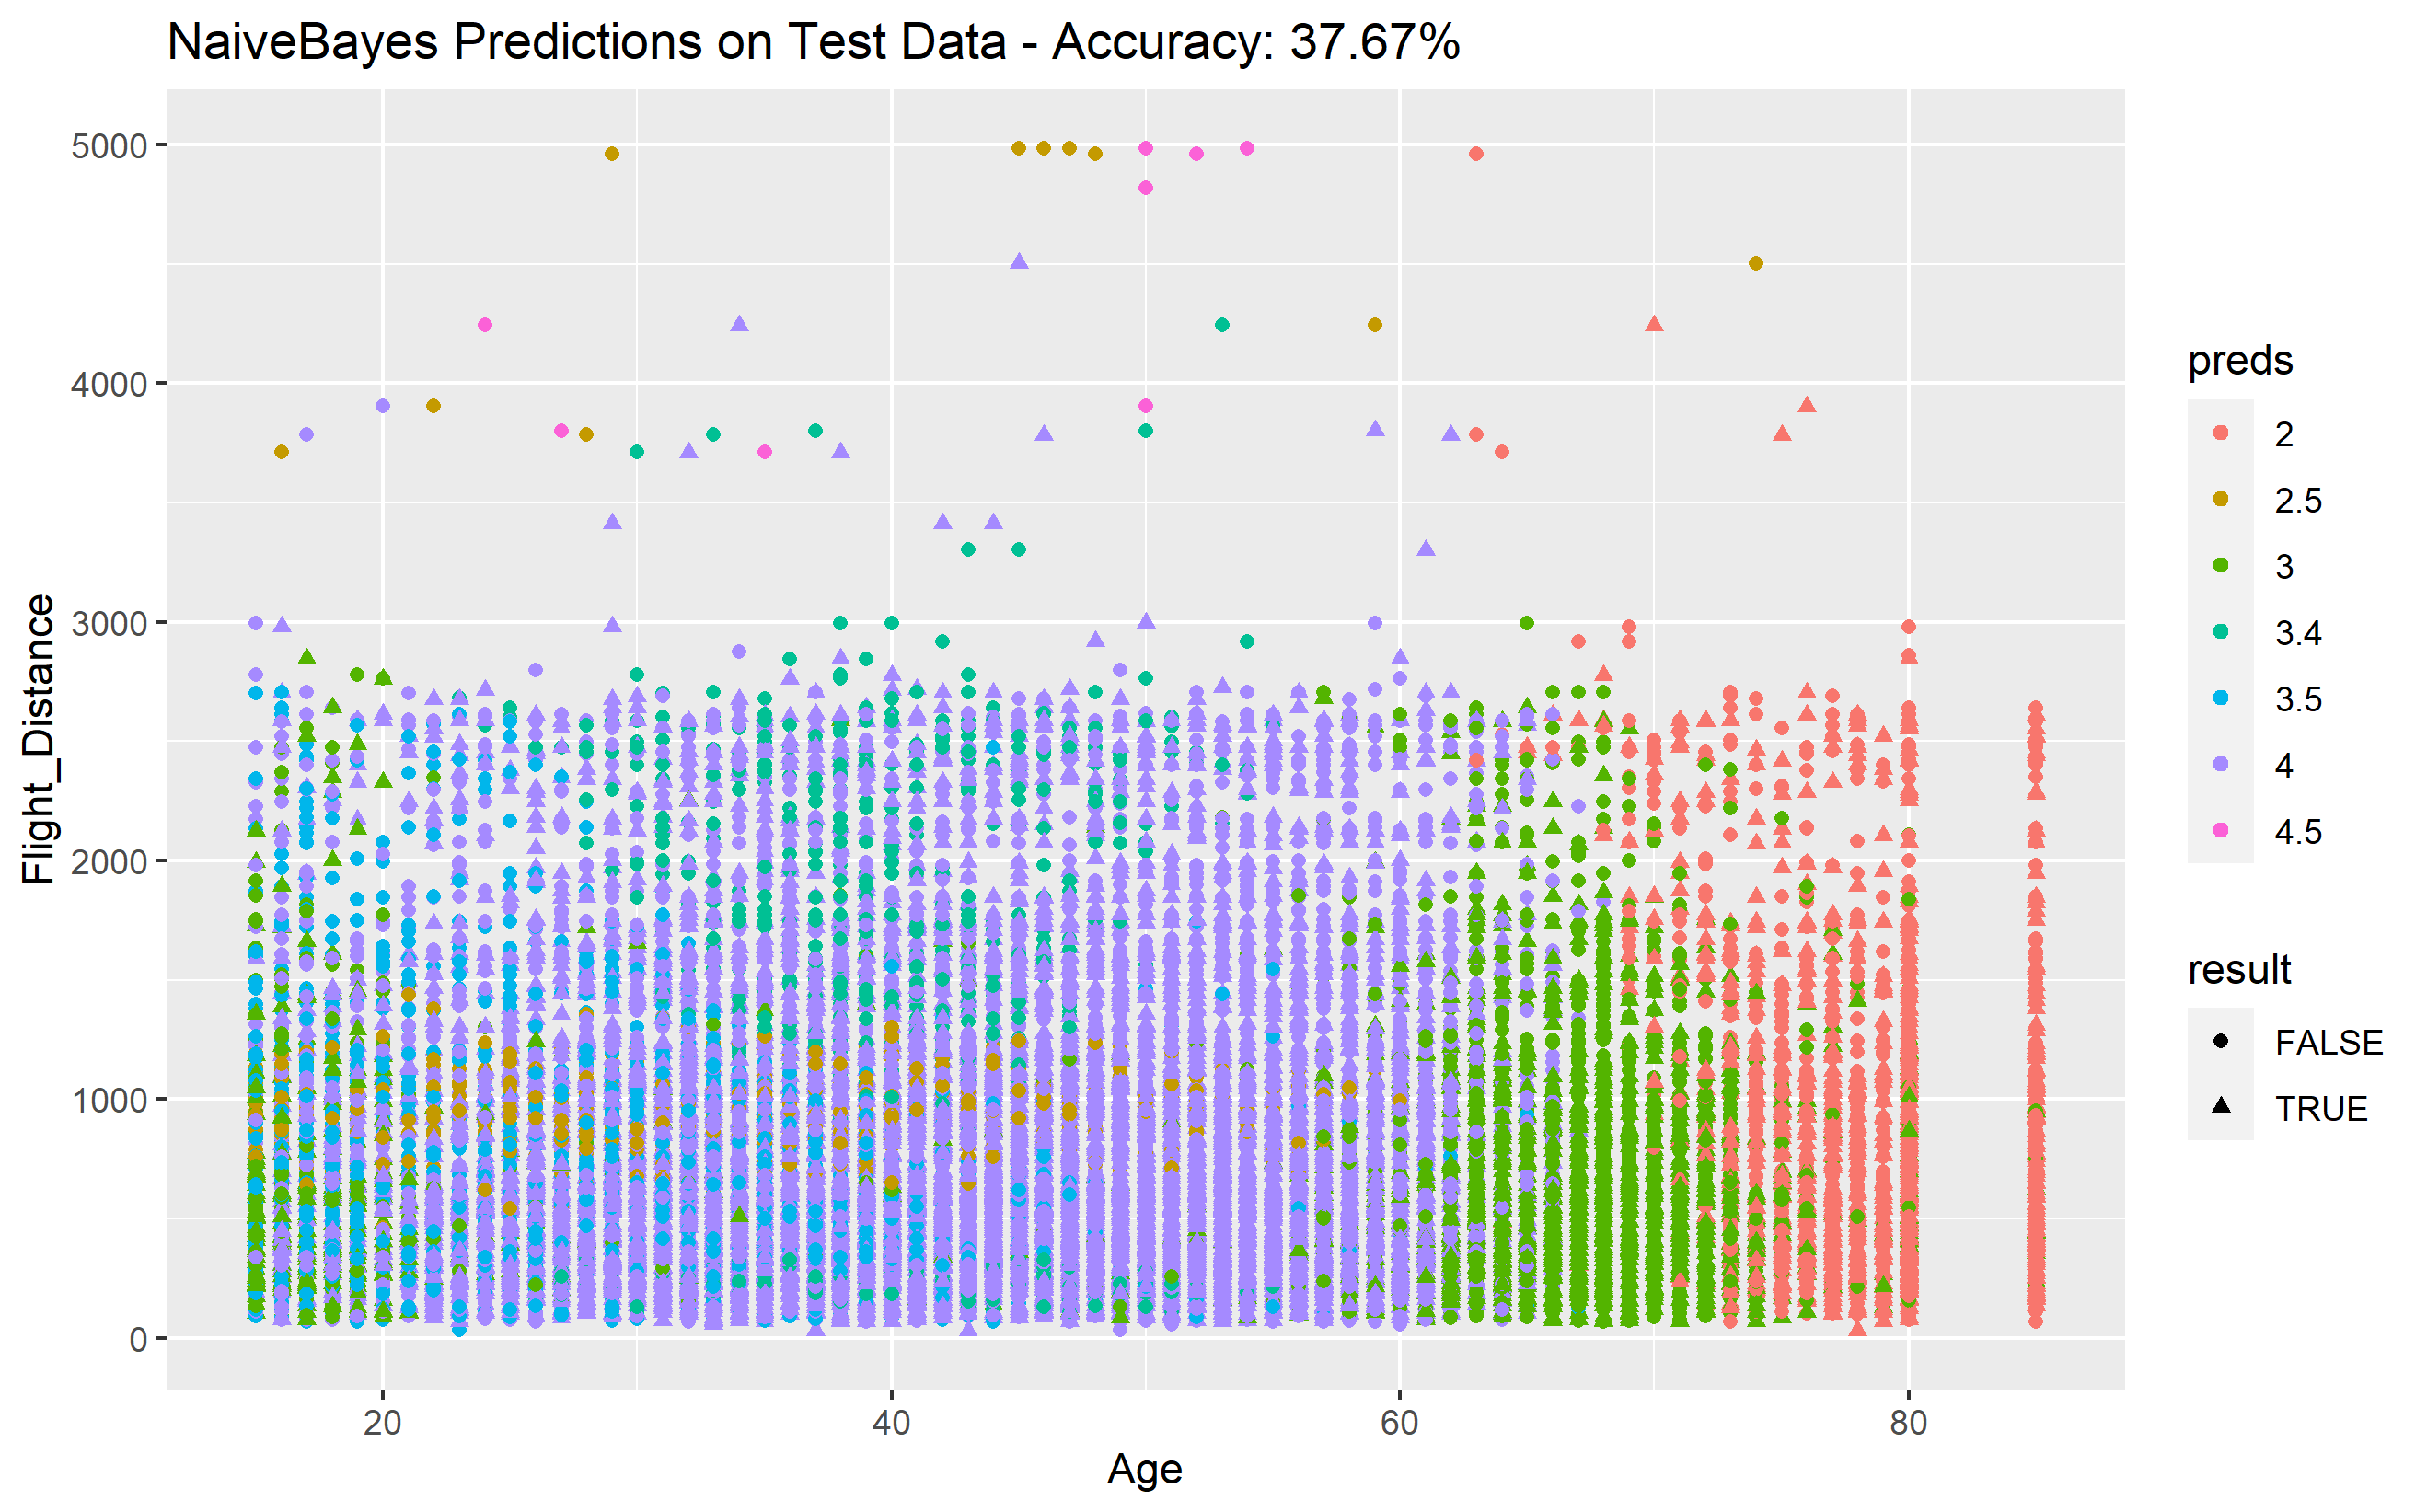 NaiveBayes Predictions on Test Data - Accuracy: 37.67%
5000
4000
3000
2000
1000
0
Flight_Distance
20
40
60
80
Age
preds
2
2.5
3
3.4
3.5
4
4.5
result
FALSE
TRUE